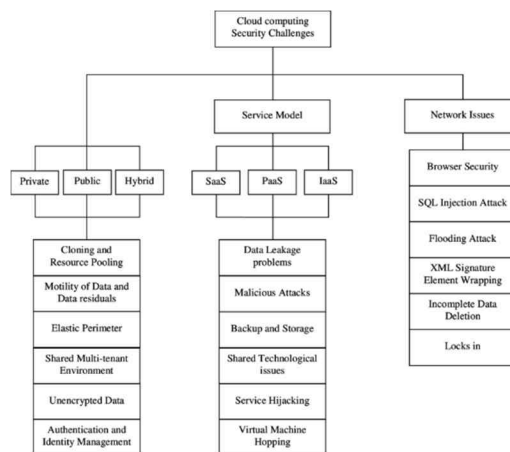 Cloud computing
Security Challenges
Service Model
Network Issues
Private
Public
Hybrid
SaaS
PaaS
IaaS
Cloning and
Resource Pooling
Motility of Data and
Data residuals
Elastic Perimeter
Shared Multi-tenant
Environment
Unencrypted Data
Authentication and
Identity Management
Data Leakage
problems
Malicious Attacks
Backup and Storage
Shared Technological
issues
Service Hijacking
Virtual Machine
Hopping
Browser Security
SQL Injection Attack
Flooding Attack
XML Signature
Element Wrapping
Incomplete Data
Deletion
Locks in